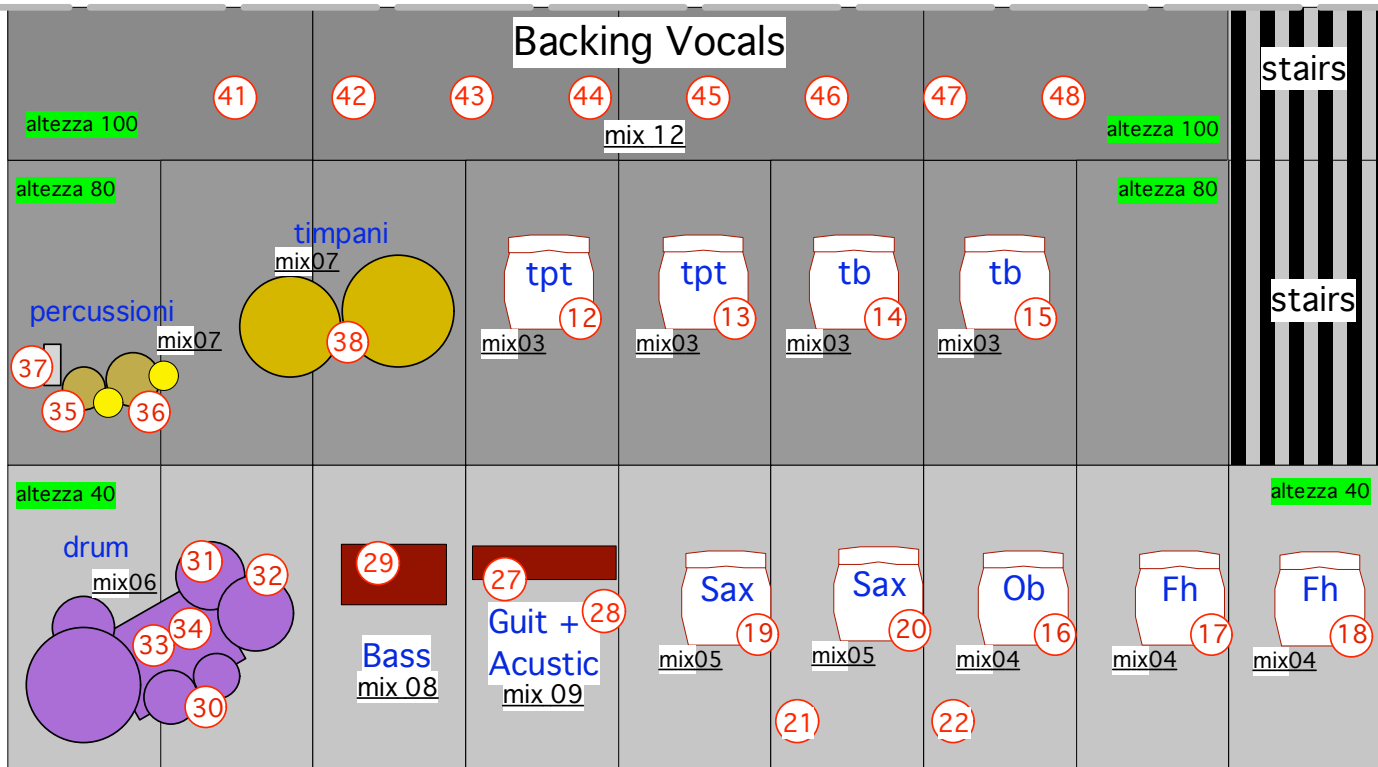 Backing Vocals
stairs
41 42 43 44 45 46 47 48
altezza 100
mix 12
altezza 100
altezza 80
altezza 80
timpani
mix07
tpt
tpt
tb
tb
stairs
percussioni
12
13
14
15
mix07
38
mix03
mix03
mix03
mix03
37
35
36
altezza 40
altezza 40
drum
31
29
32
27
mix06
Sax
Sax
Ob
Fh
Fh
28
Guit +
Acustic
mix 09
34
33
19
20
16
17
18
Bass
mix 08
mix05
mix05
mix04
mix04
mix04
30
21
22